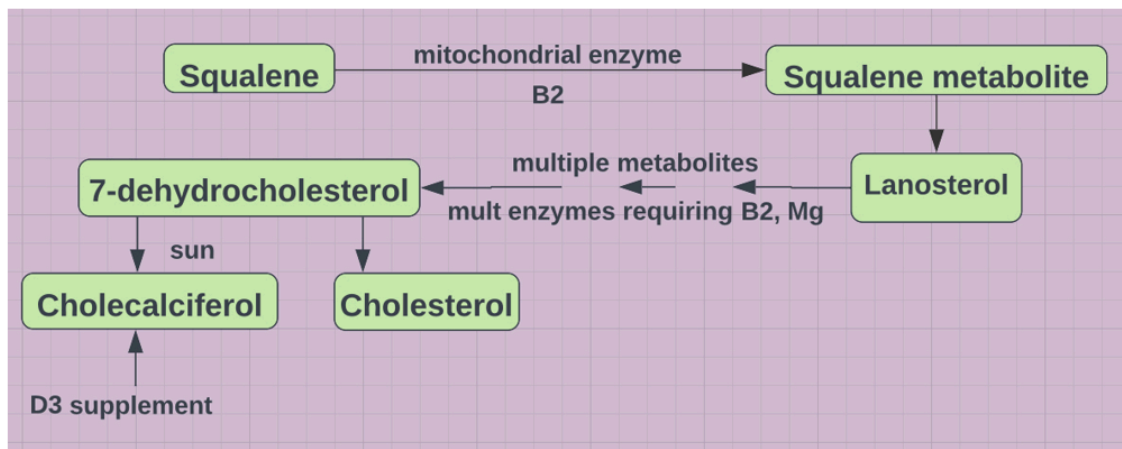 Squalene
mitochondrial enzyme
B2
Squalene metabolite
7-dehydrocholesterol
multiple metabolites
mult enzymes requiring B2, Mg
Lanosterol
sun
Cholecalciferol
Cholesterol
D3 supplement